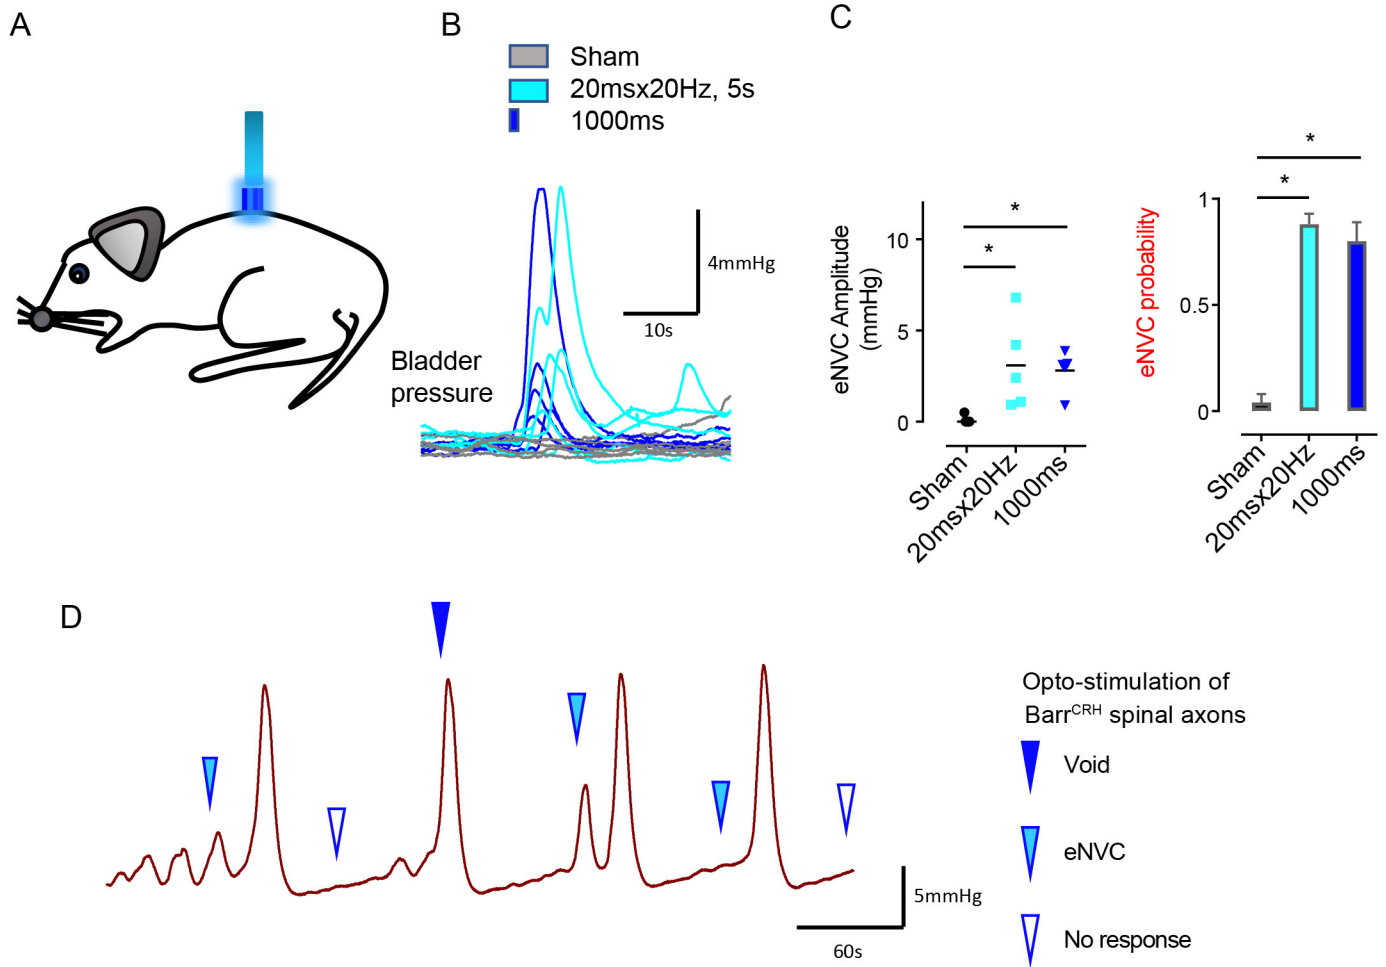 A
B
Sham
20msx20Hz, 5s
1000ms
4mmHg
10s
Bladder
pressure
C
eNVC Amplitude
(mmHg)
10
5
0
Sham
20msx20Hz
1000ms
*
*
eNVC probability
1
0.5
0
Sham
20msx20Hz
1000ms
*
*
D
5mmHg
60s
Opto-stimulation of
Barr^CRH spinal axons
Void
eNVC
No response